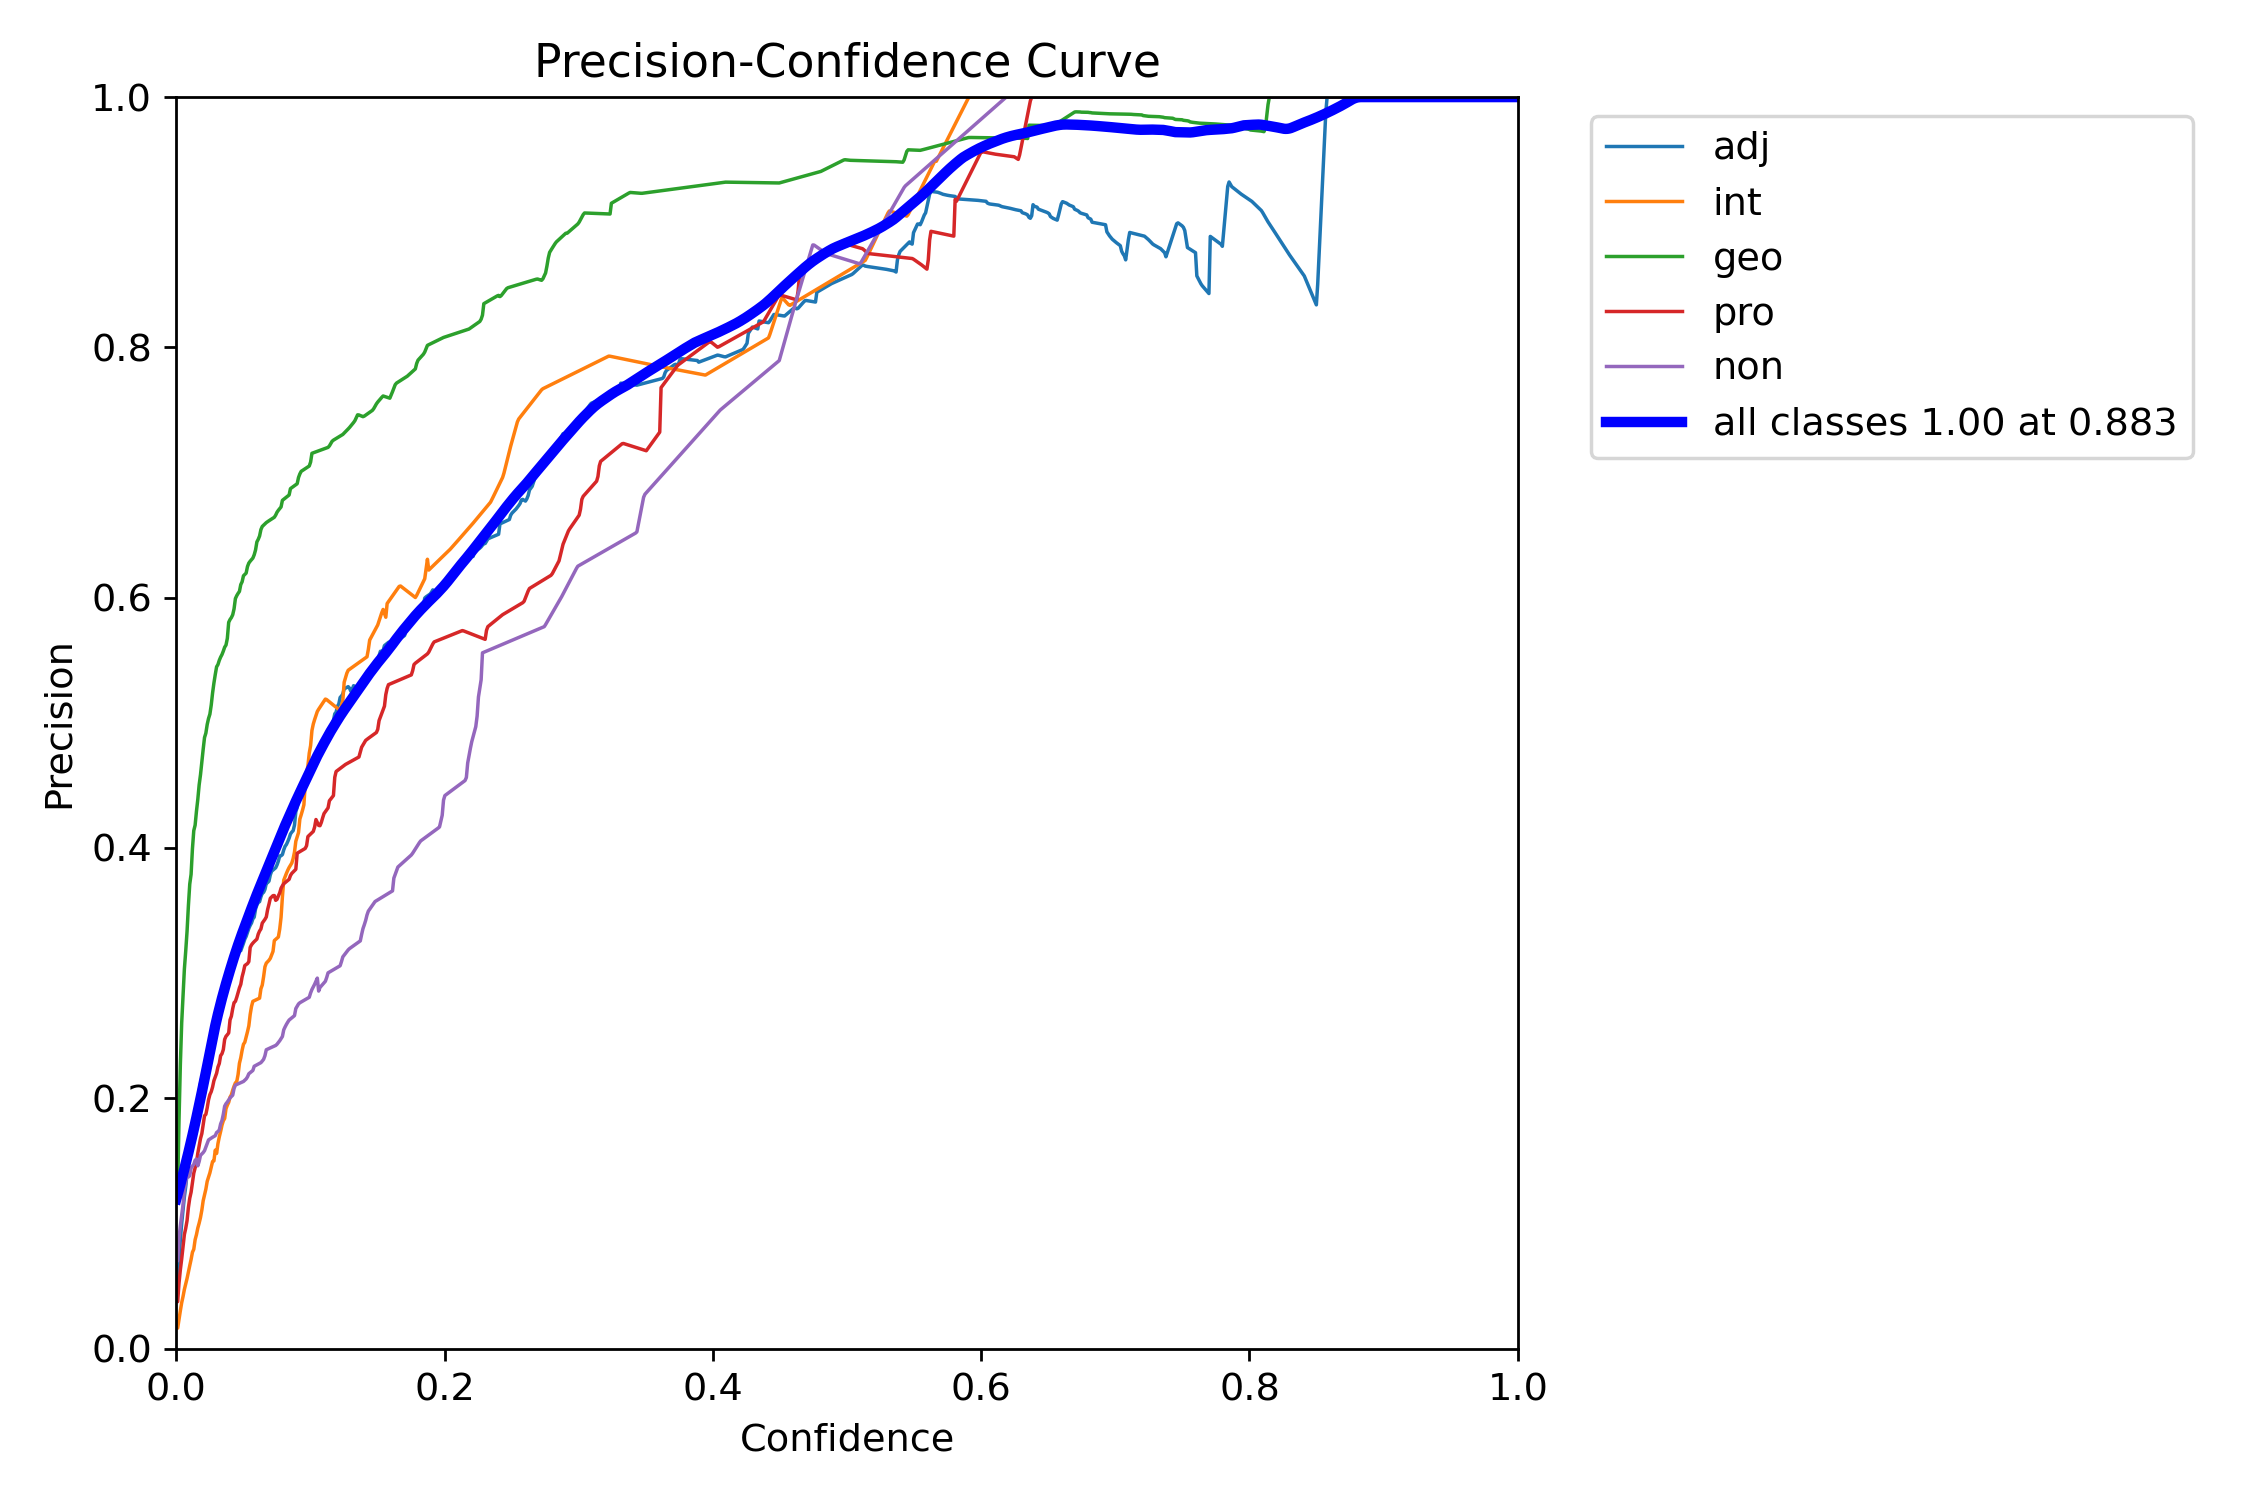 Precision-Confidence Curve
1.0
0.8
0.6
0.4
0.2
0.0
Precision
0.0 0.2 0.4 0.6 0.8 1.0
Confidence
adj
int
geo
pro
non
all classes 1.00 at 0.883